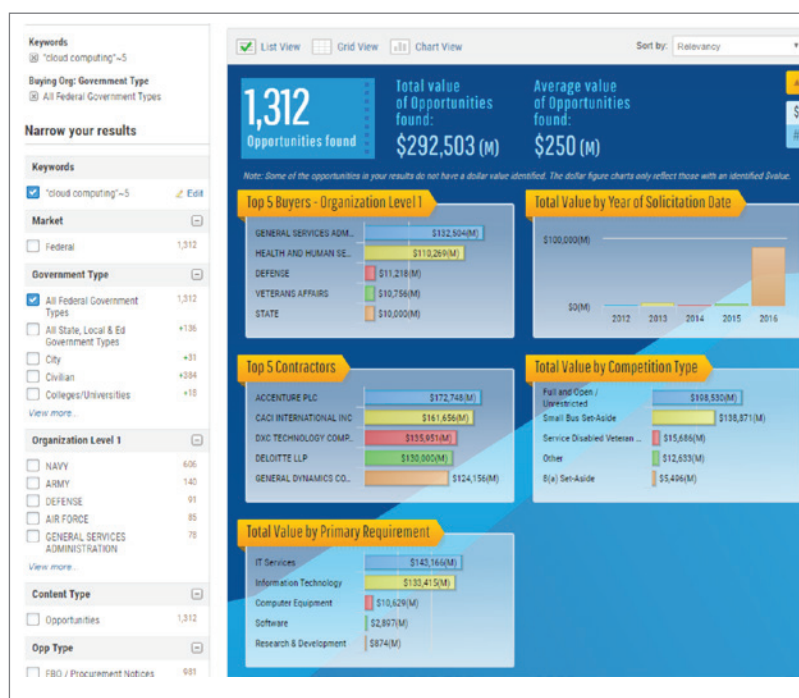 Keywords
"cloud computing"~5
Buying Org: Government Type
All Federal Government Types
Narrow your results
Keywords
"cloud computing"~5 Edit
Market
Federal 1,312
Government Type
All Federal Government Types 1,312
All State, Local & Ed Government Types +136
City +31
Civilian +384
Colleges/Universities +18
View more...
Organization Level 1
NAVY 606
ARMY 140
DEFENSE 91
AIR FORCE 85
GENERAL SERVICES ADMINISTRATION 78
View more...
Content Type
Opportunities 1,312
Opp Type
FBO / Procurement Notices 981
List View Grid View Chart View Sort by: Relevancy
1,312
Opportunities found
Total value
of Opportunities
found:
$292,503 (M)
Average value
of Opportunities
found:
$250 (M)
Note: Some of the opportunities in your results do not have a dollar value identified. The dollar figure charts only reflect those with an identified $value.
Top 5 Buyers - Organization Level 1
GENERAL SERVICES ADM... $132,504(M)
HEALTH AND HUMAN SE... $110,269(M)
DEFENSE $11,218(M)
VETERANS AFFAIRS $10,756(M)
STATE $10,000(M)
Total Value by Year of Solicitation Date
$100,000(M)
$0(M)
2012 2013 2014 2015 2016
Top 5 Contractors
ACCENTURE PLC $172,748(M)
CACI INTERNATIONAL INC $161,656(M)
DXC TECHNOLOGY COMP... $135,951(M)
DELOITTE LLP $130,000(M)
GENERAL DYNAMICS CO... $124,156(M)
Total Value by Competition Type
Full and Open /
Unrestricted $198,530(M)
Small Bus Set-Aside $138,871(M)
Service Disabled Veteran ... $15,686(M)
Other $12,633(M)
8(a) Set-Aside $5,496(M)
Total Value by Primary Requirement
IT Services $143,166(M)
Information Technology $133,415(M)
Computer Equipment $10,629(M)
Software $2,897(M)
Research & Development $874(M)